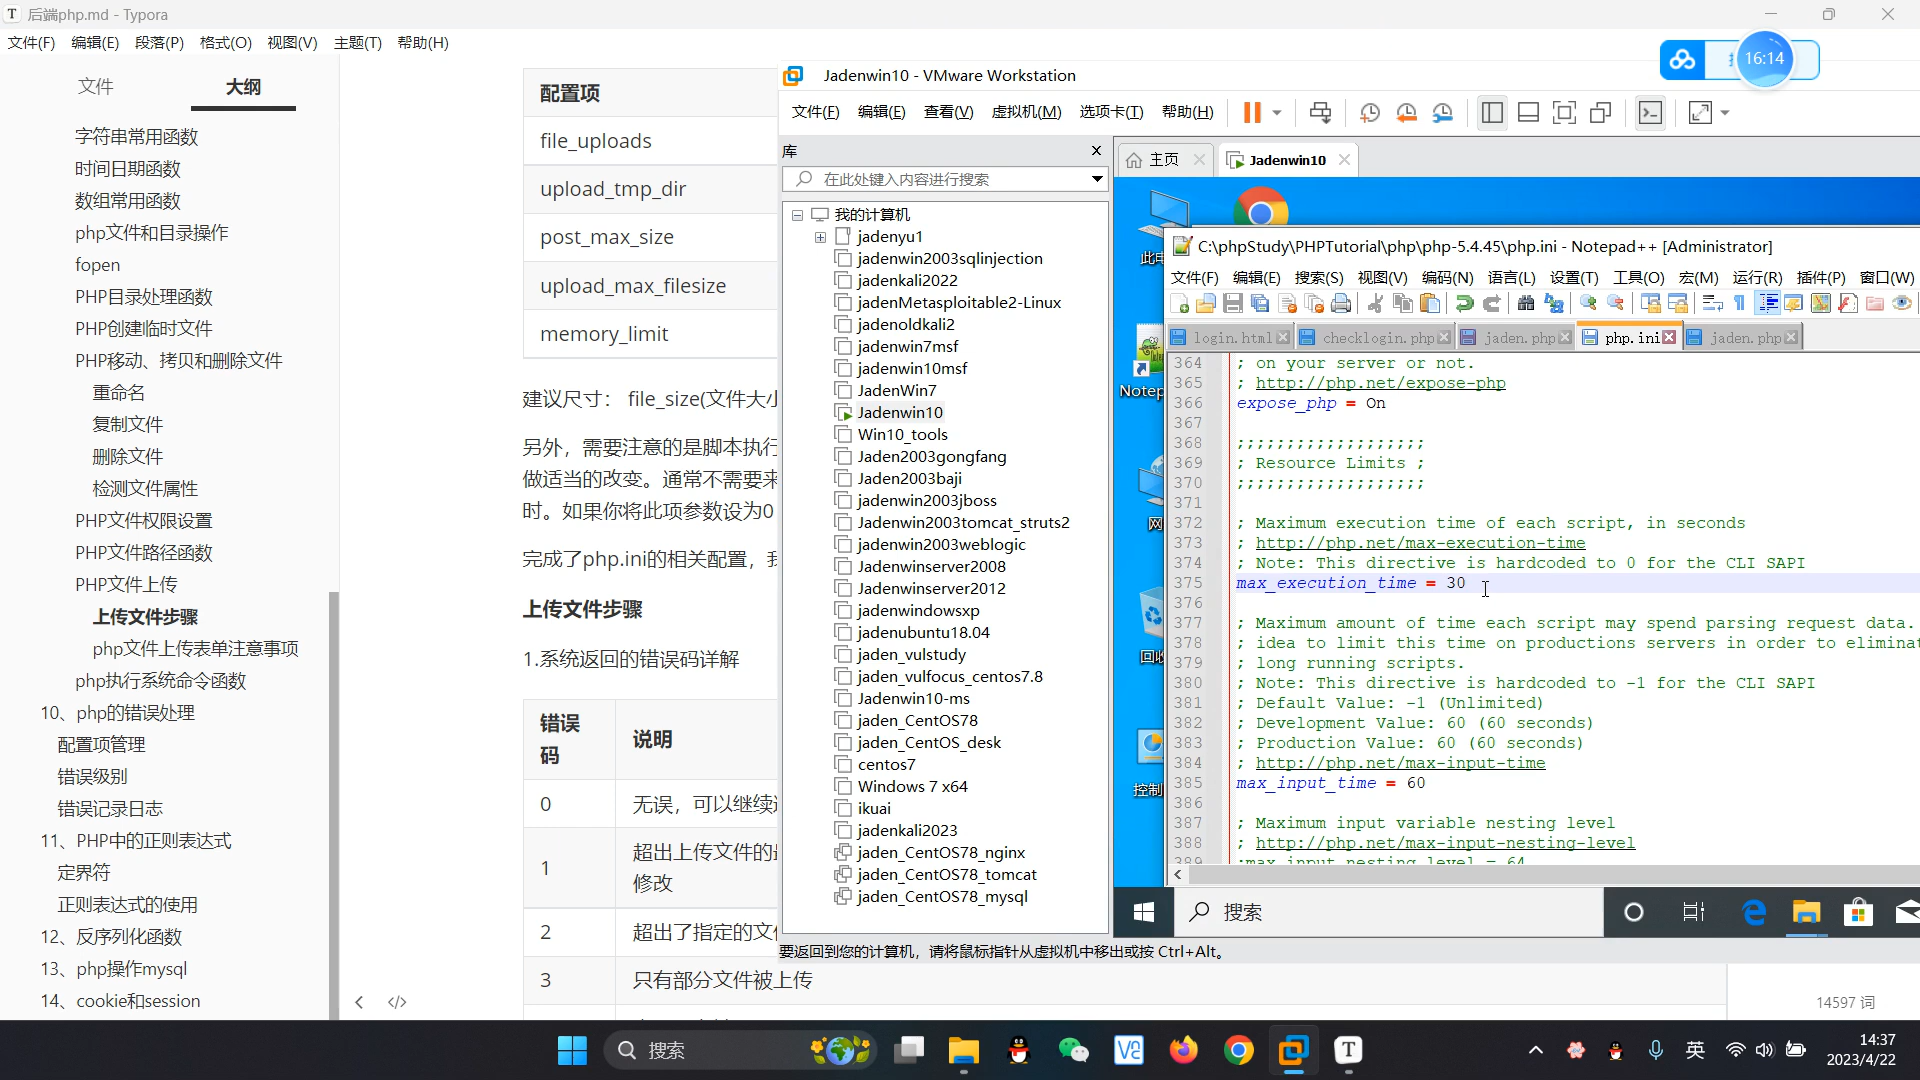 后端php.md - Typora
文件(F) 编辑(E) 段落(P) 格式(O) 视图(V) 主题(T) 帮助(H)
文件 大纲
字符串常用函数
时间日期函数
数组常用函数
php文件和目录操作
fopen
PHP目录处理函数
PHP创建临时文件
PHP移动、拷贝和删除文件
重命名
复制文件
删除文件
检测文件属性
PHP文件权限设置
PHP文件路径函数
PHP文件上传
上传文件步骤
php文件上传表单注意事项
php执行系统命令函数
10、php的错误处理
配置项管理
错误级别
错误记录日志
11、PHP中的正则表达式
定界符
正则表达式的使用
12、反序列化函数
13、php操作mysql
14、cookie和session
配置项
file_uploads
upload_tmp_dir
post_max_size
upload_max_filesize
memory_limit
建议尺寸： file_size(文件大小
另外，需要注意的是脚本执行
做适当的改变。通常不需要来
时。如果你将此项参数设为0
完成了php.ini的相关配置，
上传文件步骤
1.系统返回的错误码详解
错误码 说明
0 无误，可以继续
1 超出上传文件的
修改
2 超出了指定的文
3 只有部分文件被上传
14597 词
16:14
Jadenwin10 - VMware Workstation
文件(F) 编辑(E) 查看(V) 虚拟机(M) 选项卡(T) 帮助(H)
库
在此处键入内容进行搜索
我的计算机
jadenyu1
jadenwin2003sqlinjection
jadenkali2022
jadenMetasploitable2-Linux
jadenoldkali2
jadenwin7msf
jadenwin10msf
JadenWin7
Jadenwin10
Win10_tools
Jaden2003gongfang
Jaden2003baji
jadenwin2003jboss
Jadenwin2003tomcat_struts2
jadenwin2003weblogic
Jadenwinserver2008
Jadenwinserver2012
jadenwindowsxp
jadenubuntu18.04
jaden_vulstudy
jaden_vulfocus_centos7.8
Jadenwin10-ms
jaden_CentOS78
jaden_CentOS_desk
centos7
Windows 7 x64
ikuai
jadenkali2023
jaden_CentOS78_nginx
jaden_CentOS78_tomcat
jaden_CentOS78_mysql
要返回到您的计算机，请将鼠标指针从虚拟机中移出或按 Ctrl+Alt。
主页 Jadenwin10
此电
Notep
网
回收
控制
C:\phpStudy\PHPTutorial\php\php-5.4.45\php.ini - Notepad++ [Administrator]
文件(F) 编辑(E) 搜索(S) 视图(V) 编码(N) 语言(L) 设置(T) 工具(O) 宏(M) 运行(R) 插件(P) 窗口(W)
login.html checklogin.php jaden.php php.ini jaden.php
364 ; on your server or not.
365 ; http://php.net/expose-php
366 expose_php = On
367
368 ;;;;;;;;;;;;;;;;;;;
369 ; Resource Limits ;
370 ;;;;;;;;;;;;;;;;;;;
371
372 ; Maximum execution time of each script, in seconds
373 ; http://php.net/max-execution-time
374 ; Note: This directive is hardcoded to 0 for the CLI SAPI
375 max_execution_time = 30
376
377 ; Maximum amount of time each script may spend parsing request data.
378 ; idea to limit this time on productions servers in order to eliminat
379 ; long running scripts.
380 ; Note: This directive is hardcoded to -1 for the CLI SAPI
381 ; Default Value: -1 (Unlimited)
382 ; Development Value: 60 (60 seconds)
383 ; Production Value: 60 (60 seconds)
384 ; http://php.net/max-input-time
385 max_input_time = 60
386
387 ; Maximum input variable nesting level
388 ; http://php.net/max-input-nesting-level
389 ;max_input_nesting_level = 64
搜索
搜索
英
14:37
2023/4/22